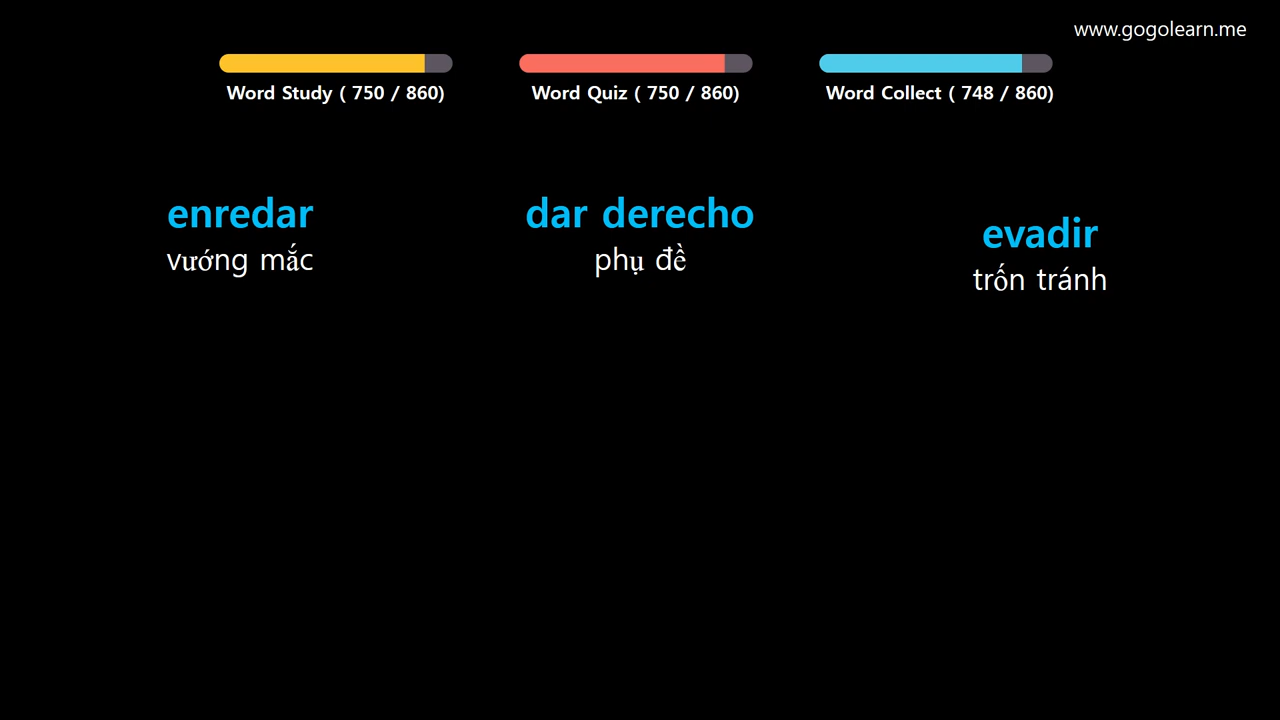 www.gogolearn.me
Word Study ( 750 / 860)
Word Quiz ( 750 / 860)
Word Collect ( 748 / 860)
enredar
vướng mắc
dar derecho
phụ đề
evadir
trốn tránh